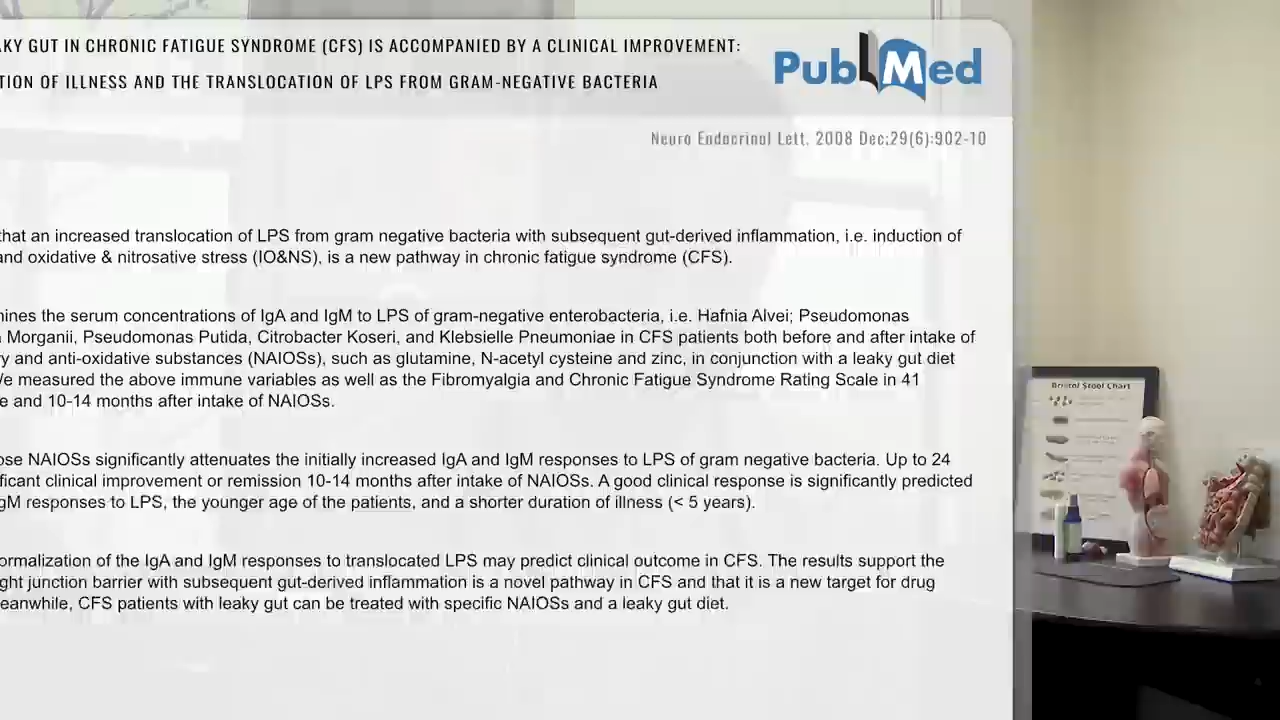 AKY GUT IN CHRONIC FATIGUE SYNDROME (CFS) IS ACCOMPANIED BY A CLINICAL IMPROVEMENT:
TION OF ILLNESS AND THE TRANSLOCATION OF LPS FROM GRAM-NEGATIVE BACTERIA
PubMed
Neuro Endocrinol Lett. 2008 Dec;29(6):902-10
that an increased translocation of LPS from gram negative bacteria with subsequent gut-derived inflammation, i.e. induction of
and oxidative & nitrosative stress (IO&NS), is a new pathway in chronic fatigue syndrome (CFS).
mines the serum concentrations of IgA and IgM to LPS of gram-negative enterobacteria, i.e. Hafnia Alvei; Pseudomonas
Morganii, Pseudomonas Putida, Citrobacter Koseri, and Klebsielle Pneumoniae in CFS patients both before and after intake of
ry and anti-oxidative substances (NAIOSs), such as glutamine, N-acetyl cysteine and zinc, in conjunction with a leaky gut diet
We measured the above immune variables as well as the Fibromyalgia and Chronic Fatigue Syndrome Rating Scale in 41
e and 10-14 months after intake of NAIOSs.
ose NAIOSs significantly attenuates the initially increased IgA and IgM responses to LPS of gram negative bacteria. Up to 24
ificant clinical improvement or remission 10-14 months after intake of NAIOSs. A good clinical response is significantly predicted
gM responses to LPS, the younger age of the patients, and a shorter duration of illness (< 5 years).
ormalization of the IgA and IgM responses to translocated LPS may predict clinical outcome in CFS. The results support the
ght junction barrier with subsequent gut-derived inflammation is a novel pathway in CFS and that it is a new target for drug
eanwhile, CFS patients with leaky gut can be treated with specific NAIOSs and a leaky gut diet.
Bristol Stool Chart